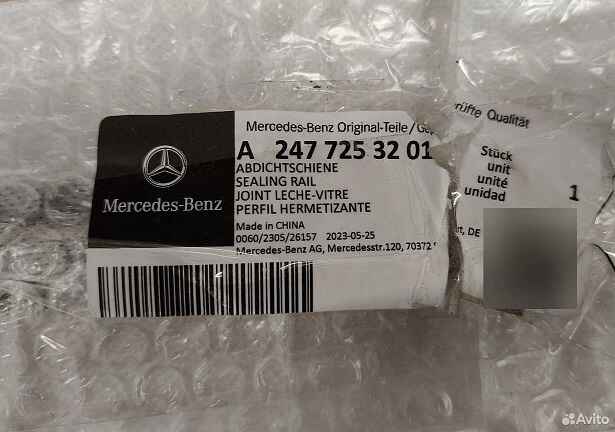 Mercedes-Benz Original-Teile/
prüfte Qualität
A 247 725 32 01
ABDICHTSCHIENE
SEALING RAIL
JOINT LECHE-VITRE
PERFIL HERMETIZANTE
Made in CHINA
0060/2305/26157 2023-05-25
Mercedes-Benz AG, Mercedesstr.120, 70372
DE
Stück
unit
unité
unidad
1
Mercedes-Benz
Avito